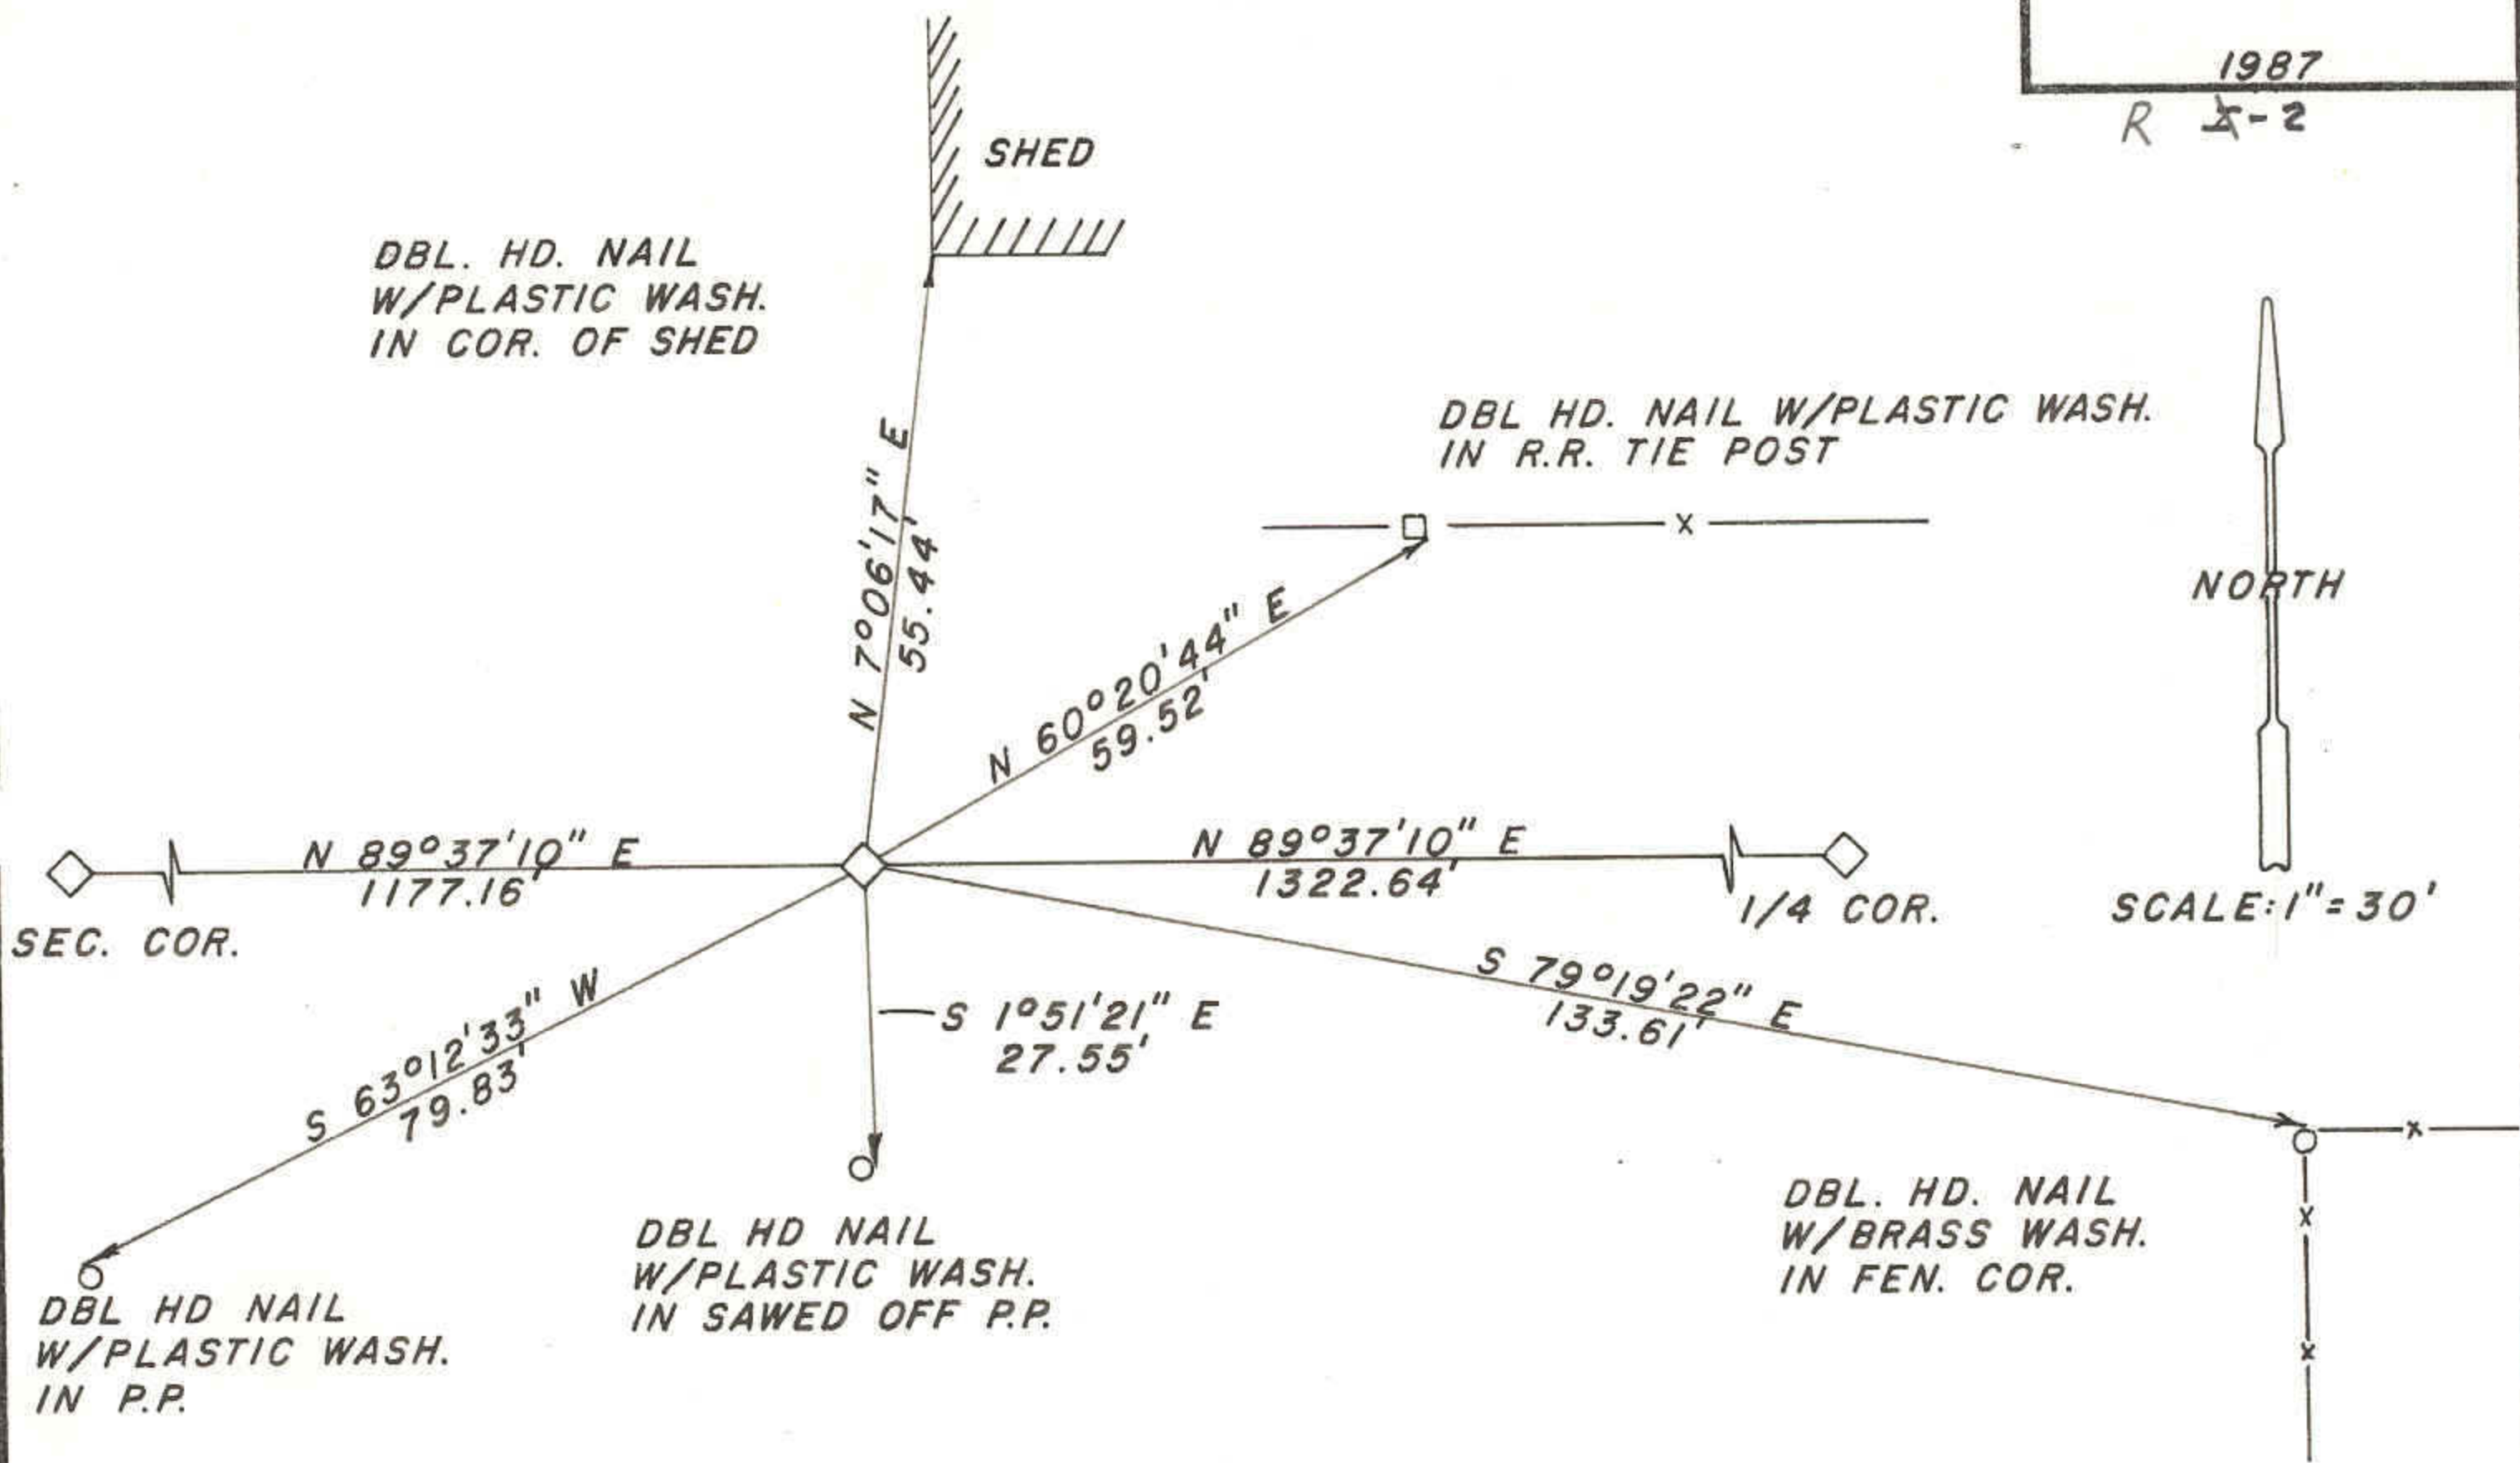 1987
R
-2
SHED
DBL. HD. NAIL
W/PLASTIC WASH.
IN COR. OF SHED
DBL HD. NAIL W/PLASTIC WASH.
IN R.R. TIE POST
N 7°06'17" E
55.44'
N 60°20'44" E
59.52'
X
NORTH
SCALE: 1" = 30'
N 89°37'10" E
1177.16'
SEC. COR.
N 89°37'10" E
1322.64'
1/4 COR.
S 63°12'33" W
79.83'
S 1°51'21" E
27.55'
S 79°19'22" E
133.61'
X
X
X
DBL HD NAIL
W/PLASTIC WASH.
IN P.P.
DBL HD NAIL
W/PLASTIC WASH.
IN SAWED OFF P.P.
DBL. HD. NAIL
W/BRASS WASH.
IN FEN. COR.